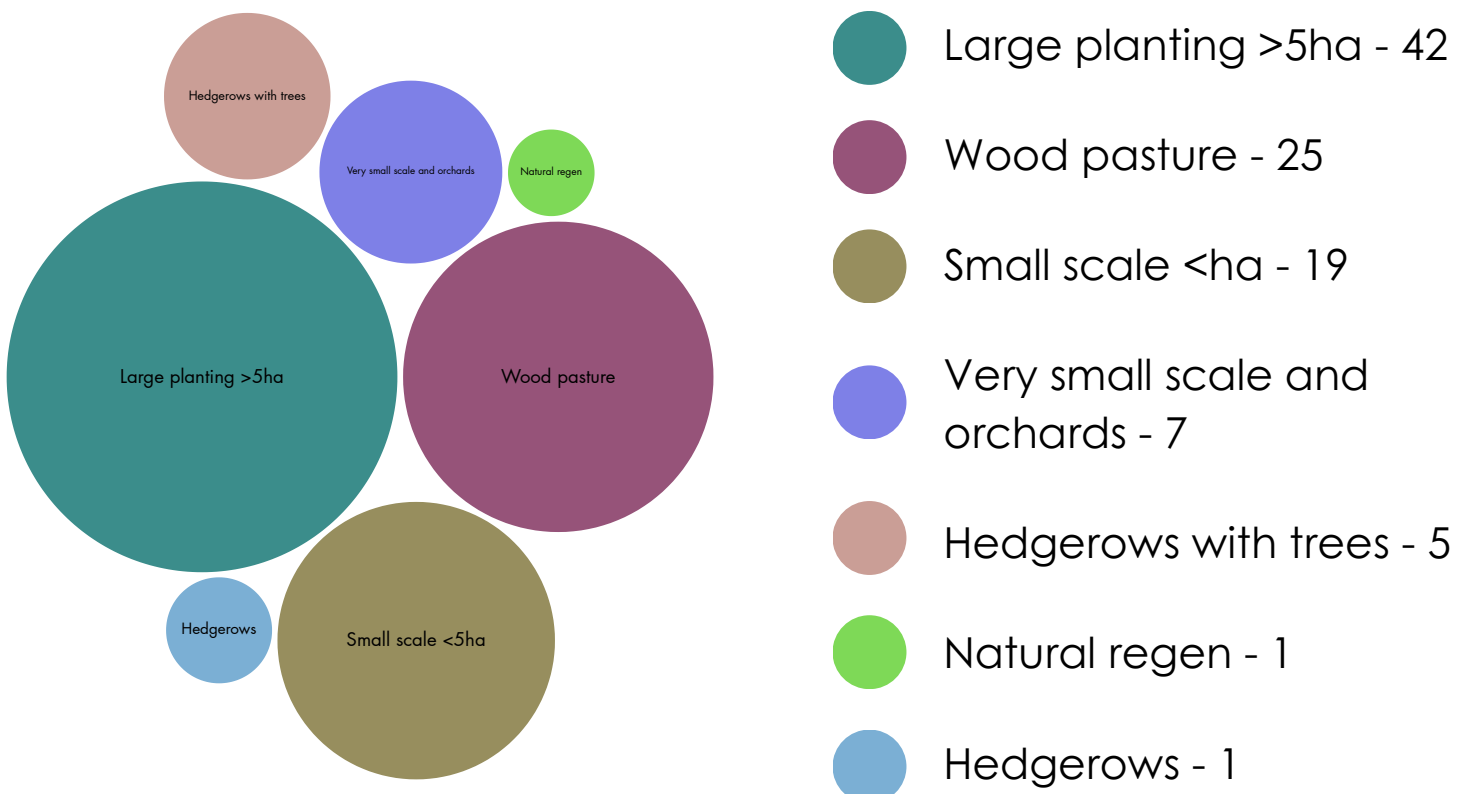 Hedgerows with trees
Very small scale and orchards
Natural regen
Large planting >5ha
Wood pasture
Hedgerows
Small scale <5ha
Large planting >5ha - 42
Wood pasture - 25
Small scale <ha - 19
Very small scale and
orchards - 7
Hedgerows with trees - 5
Natural regen - 1
Hedgerows - 1